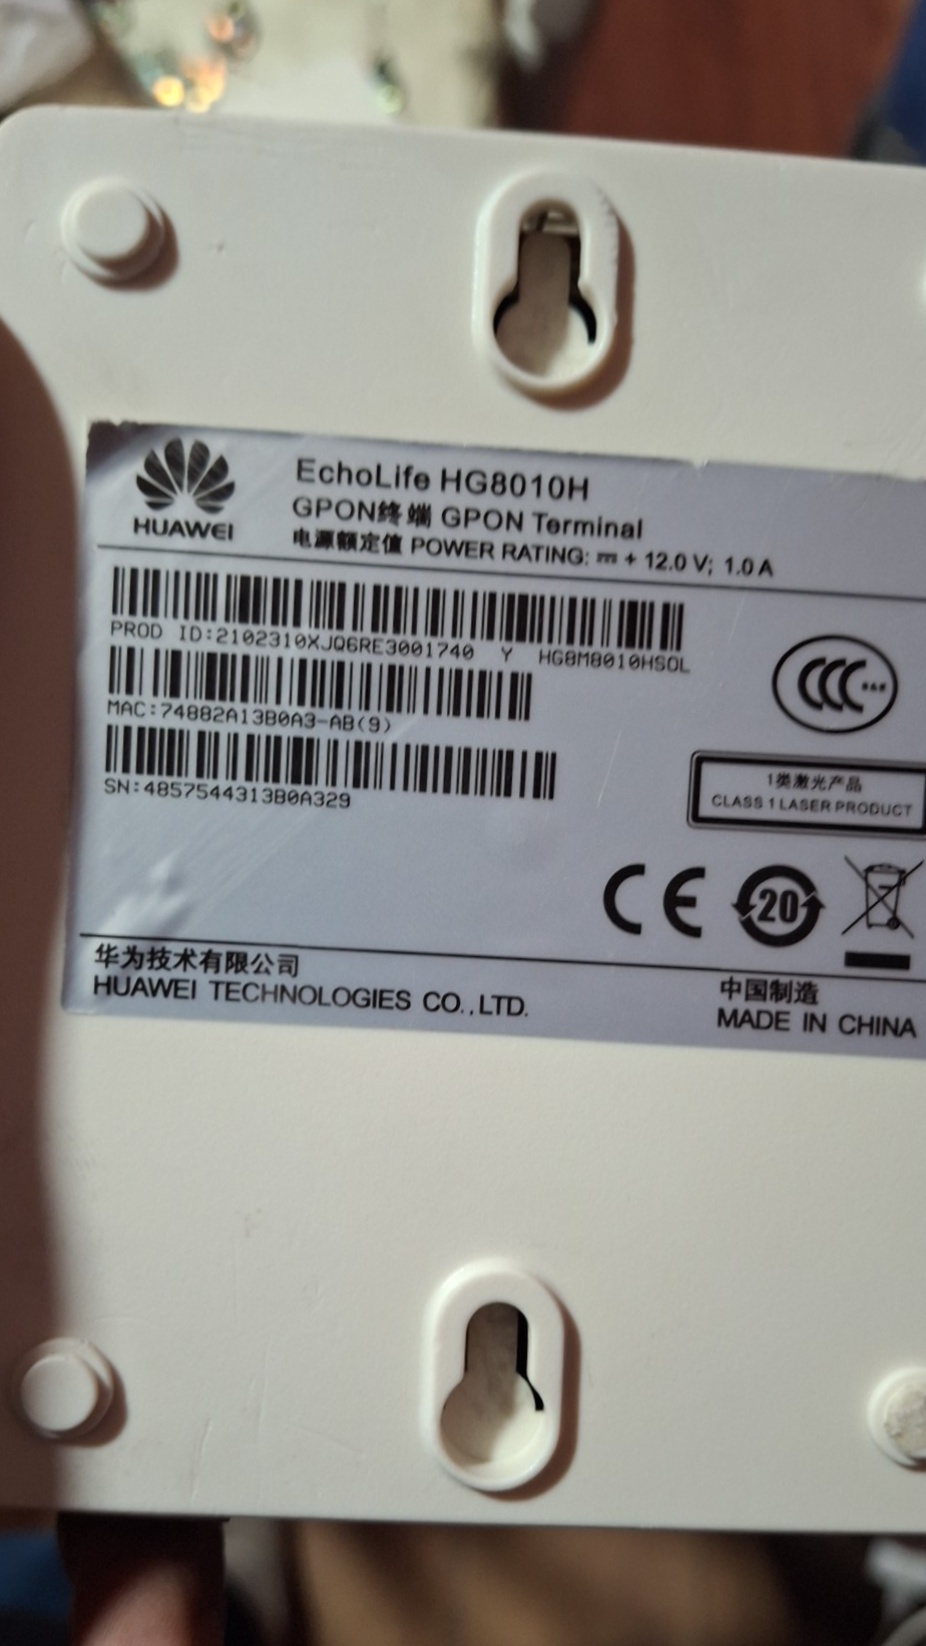 HUAWEI
EchoLife HG8010H
GPON终端 GPON Terminal
电源额定值 POWER RATING: ⎓ + 12.0 V; 1.0 A
PROD ID:2102310XJQ6RE3001740 Y HG8M8010HSOL
MAC:74882A13B0A3-AB(9)
SN:4857544313B0A329
CCC
1类激光产品
CLASS 1 LASER PRODUCT
CE
20
华为技术有限公司
HUAWEI TECHNOLOGIES CO.,LTD.
中国制造
MADE IN CHINA